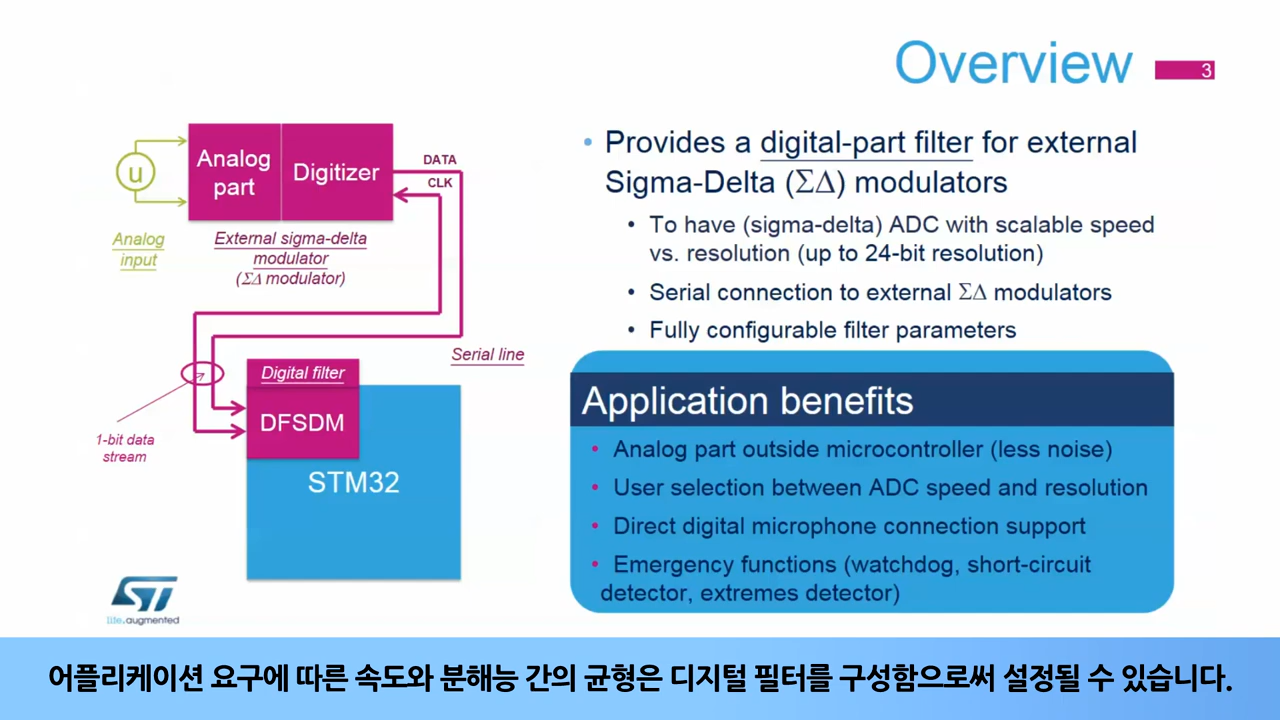 Overview
3
u
Analog
part
Digitizer
DATA
CLK
Analog
input
External sigma-delta
modulator
(ΣΔ modulator)
Serial line
Digital filter
DFSDM
STM32
1-bit data
stream
• Provides a digital-part filter for external
Sigma-Delta (ΣΔ) modulators
• To have (sigma-delta) ADC with scalable speed
vs. resolution (up to 24-bit resolution)
• Serial connection to external ΣΔ modulators
• Fully configurable filter parameters
Application benefits
• Analog part outside microcontroller (less noise)
• User selection between ADC speed and resolution
• Direct digital microphone connection support
• Emergency functions (watchdog, short-circuit
detector, extremes detector)
ST
life.augmented
어플리케이션 요구에 따른 속도와 분해능 간의 균형은 디지털 필터를 구성함으로써 설정될 수 있습니다.